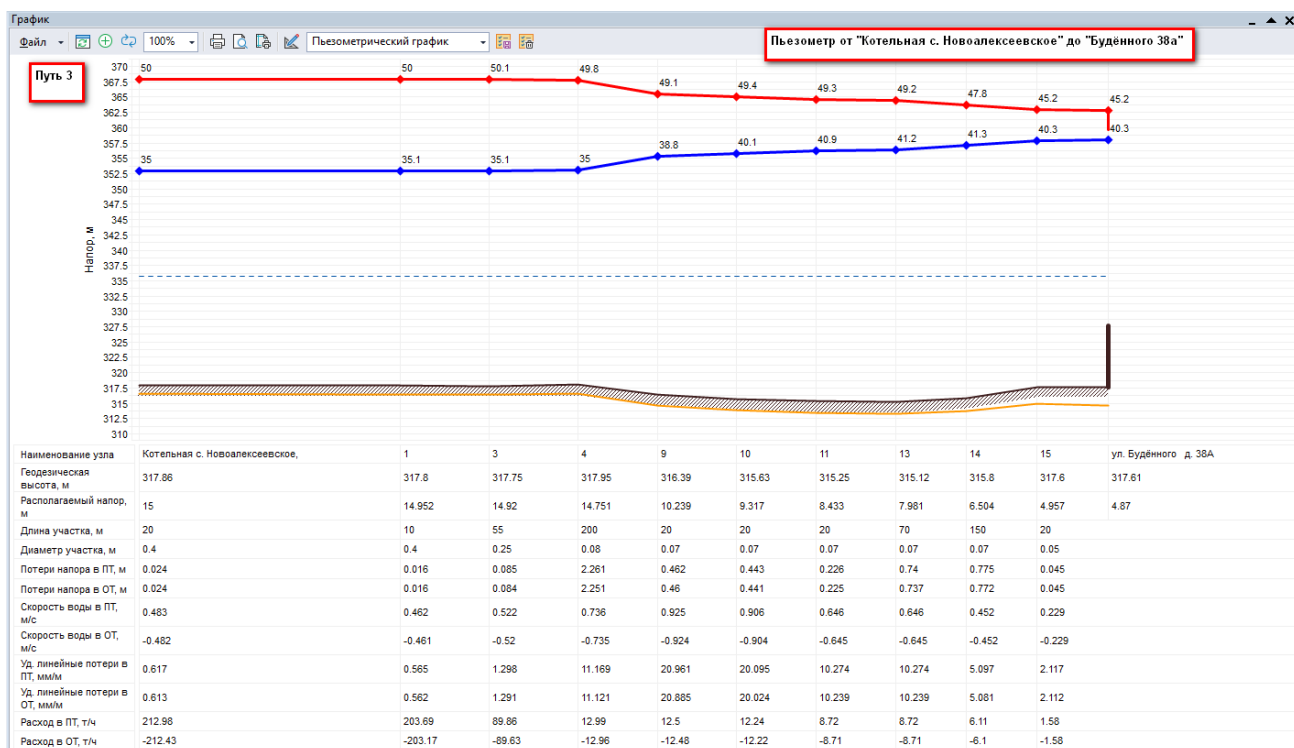 График
Файл 100% Пьезометрический график
Пьезометр от "Котельная с. Новоалексеевское" до "Будённого 38а"
Путь 3
Напор, м
370
367.5
365
362.5
360
357.5
355
352.5
350
347.5
345
342.5
340
337.5
335
332.5
330
327.5
325
322.5
320
317.5
315
312.5
310
50 50 50.1 49.8 49.1 49.4 49.3 49.2 47.8 45.2 45.2
35 35.1 35.1 35 38.8 40.1 40.9 41.2 41.3 40.3 40.3
Наименование узла Котельная с. Новоалексеевское, 1 3 4 9 10 11 13 14 15 ул. Будённого д. 38А
Геодезическая
высота, м 317.86 317.8 317.75 317.95 316.39 315.63 315.25 315.12 315.8 317.6 317.61
Располагаемый напор,
м 15 14.952 14.92 14.751 10.239 9.317 8.433 7.981 6.504 4.957 4.87
Длина участка, м 20 10 55 200 20 20 20 70 150 20
Диаметр участка, м 0.4 0.4 0.25 0.08 0.07 0.07 0.07 0.07 0.07 0.05
Потери напора в ПТ, м 0.024 0.016 0.085 2.261 0.462 0.443 0.226 0.74 0.775 0.045
Потери напора в ОТ, м 0.024 0.016 0.084 2.251 0.46 0.441 0.225 0.737 0.772 0.045
Скорость воды в ПТ,
м/с 0.483 0.462 0.522 0.736 0.925 0.906 0.646 0.646 0.452 0.229
Скорость воды в ОТ,
м/с -0.482 -0.461 -0.52 -0.735 -0.924 -0.904 -0.645 -0.645 -0.452 -0.229
Уд. линейные потери в
ПТ, мм/м 0.617 0.565 1.298 11.169 20.961 20.095 10.274 10.274 5.097 2.117
Уд. линейные потери в
ОТ, мм/м 0.613 0.562 1.291 11.121 20.885 20.024 10.239 10.239 5.081 2.112
Расход в ПТ, т/ч 212.98 203.69 89.86 12.99 12.5 12.24 8.72 8.72 6.11 1.58
Расход в ОТ, т/ч -212.43 -203.17 -89.63 -12.96 -12.48 -12.22 -8.71 -8.71 -6.1 -1.58